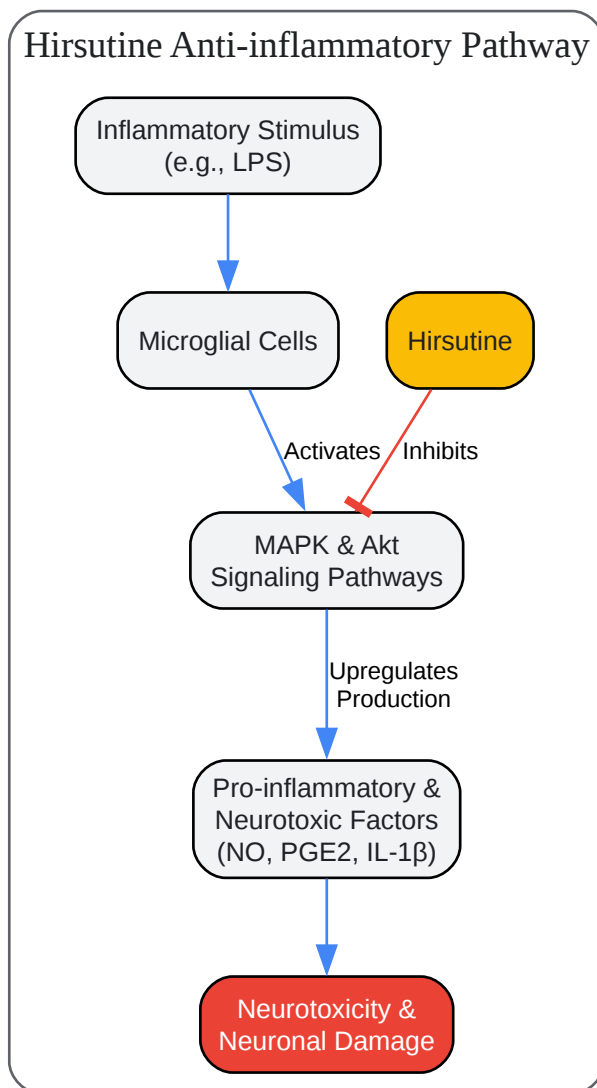 Hirsutine Anti-inflammatory Pathway
Inflammatory Stimulus
(e.g., LPS)
Microglial Cells
Hirsutine
Activates
Inhibits
MAPK & Akt
Signaling Pathways
Upregulates
Production
Pro-inflammatory &
Neurotoxic Factors
(NO, PGE2, IL-1β)
Neurotoxicity &
Neuronal Damage